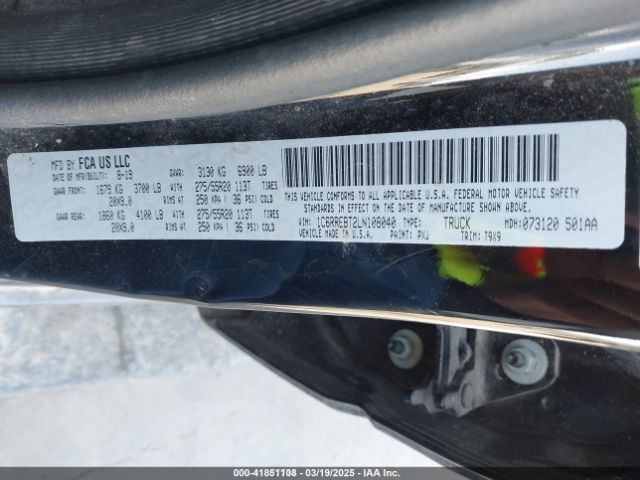 MFD BY FCA US LLC
DATE OF MFR(BUILT): 8-19 GVWR: 3130 KG 6900 LB
GAWR FRONT: 1679 KG 3700 LB WITH 275/55R20 113T TIRES
20X9.0 RIMS AT 250 KPA ( 36 PSI) COLD
GAWR REAR: 1860 KG 4100 LB WITH 275/55R20 113T TIRES
20X9.0 RIMS AT 250 KPA ( 36 PSI) COLD
THIS VEHICLE CONFORMS TO ALL APPLICABLE U.S.A. FEDERAL MOTOR VEHICLE SAFETY
STANDARDS IN EFFECT ON THE DATE OF MANUFACTURE SHOWN ABOVE.
VIN: 1C6RREBT2LN108040 TYPE: TRUCK MDH:073120 501AA
VEHICLE MADE IN U.S.A. PAINT: PXJ TRIM: T9X9
000-41851108 - 03/19/2025 - IAA Inc.